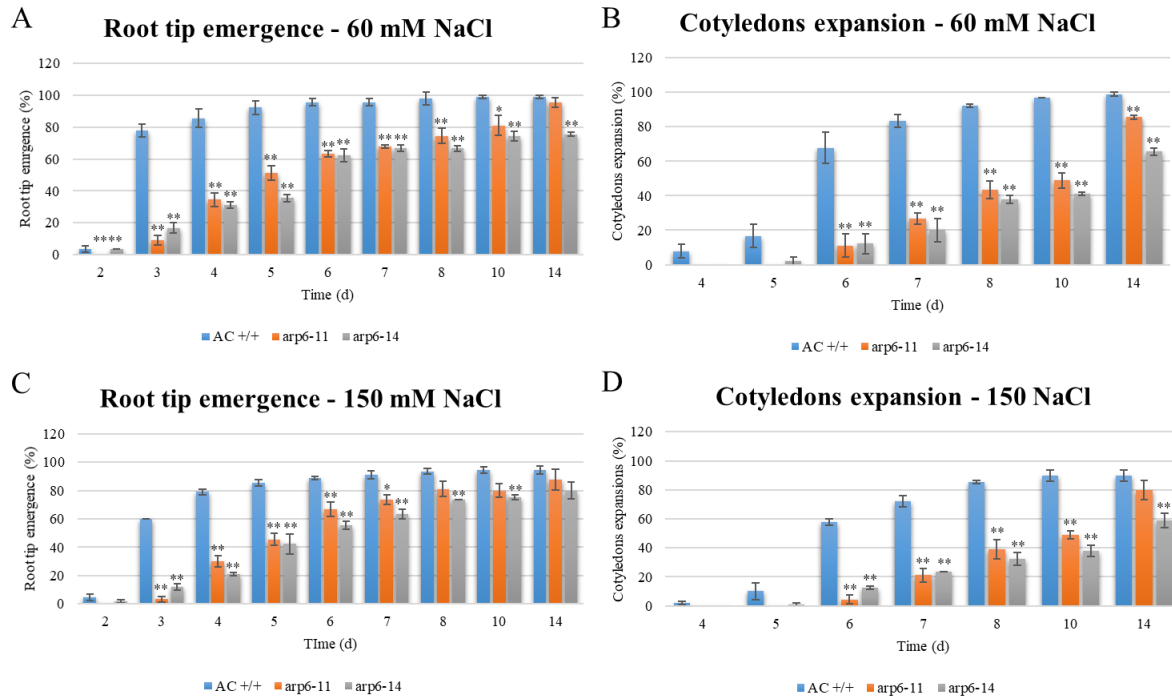 A
Root tip emergence - 60 mM NaCl
Root tip emrgence (%)
120
100
80
60
40
20
0
** ** ** ** ** ** ** ** ** ** ** ** ** ** * ** **
2 3 4 5 6 7 8 10 14
Time (d)
AC +/+ arp6-11 arp6-14
B
Cotyledons expansion - 60 mM NaCl
Cotyledons expansion (%)
120
100
80
60
40
20
0
** ** ** ** ** ** ** ** ** **
4 5 6 7 8 10 14
Time (d)
AC +/+ arp6-11 arp6-14
C
Root tip emergence - 150 mM NaCl
Root tip emergence (%)
120
100
80
60
40
20
0
** ** ** ** ** ** ** ** * ** ** **
2 3 4 5 6 7 8 10 14
TIme (d)
AC +/+ arp6-11 arp6-14
D
Cotyledons expansion - 150 NaCl
Cotyledons expansions (%)
120
100
80
60
40
20
0
** ** ** ** ** ** ** ** **
4 5 6 7 8 10 14
Time (d)
AC +/+ arp6-11 arp6-14